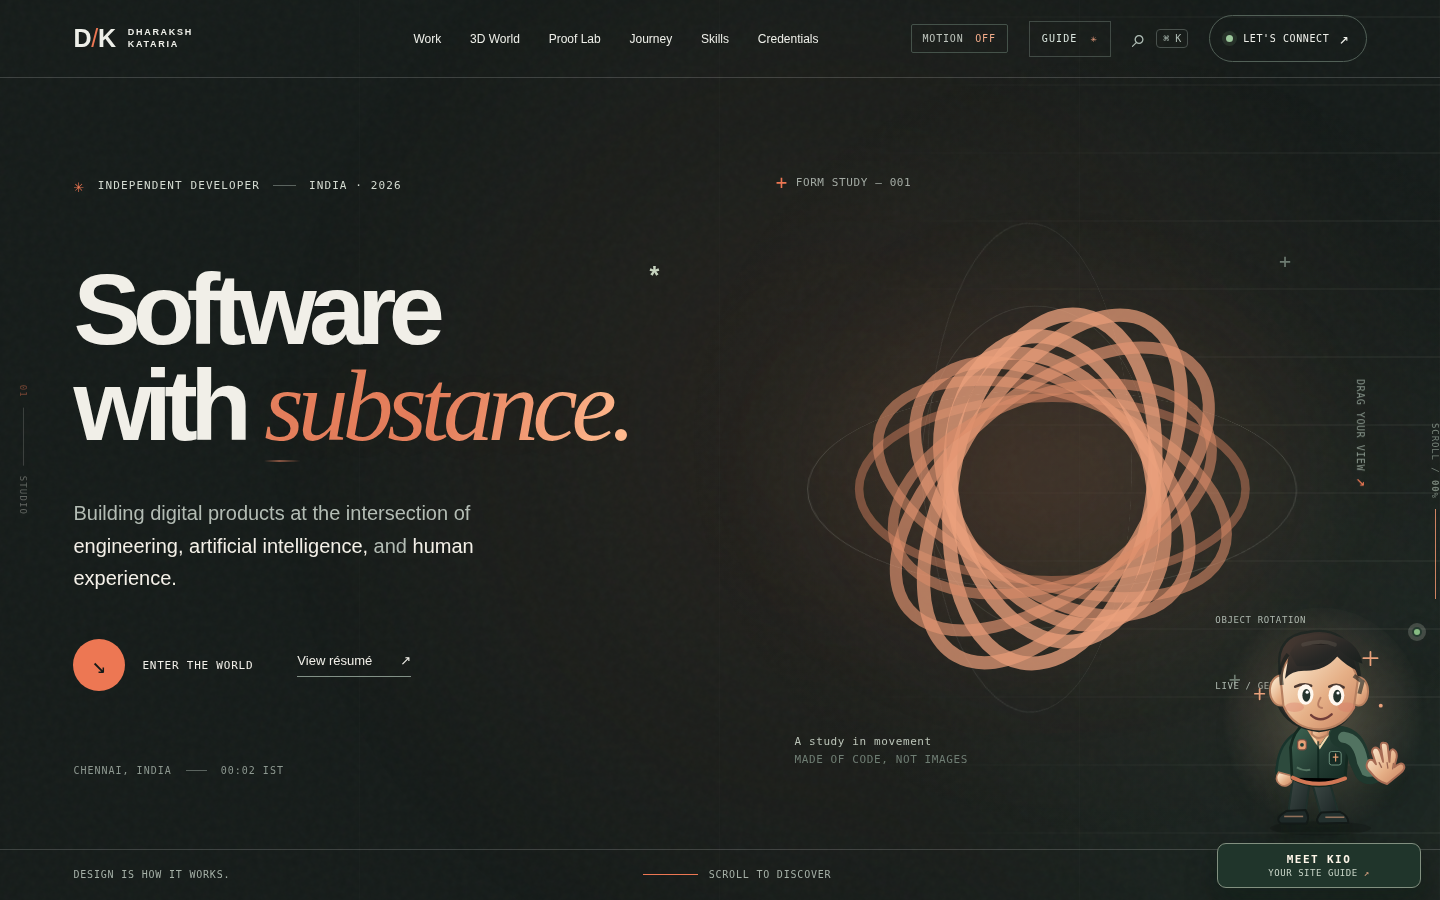 D/K DHARAKSH
KATARIA
Work 3D World Proof Lab Journey Skills Credentials
MOTION OFF
GUIDE ✳
⌘ K
LET'S CONNECT ↗
✳ INDEPENDENT DEVELOPER — INDIA · 2026
+ FORM STUDY — 001
Software *
with substance.
01 — STUDIO
DRAG YOUR VIEW ↘
SCROLL / 00%
Building digital products at the intersection of
engineering, artificial intelligence, and human
experience.
OBJECT ROTATION
↘ ENTER THE WORLD
View résumé ↗
LIVE / GE
A study in movement
MADE OF CODE, NOT IMAGES
CHENNAI, INDIA — 00:02 IST
MEET KIO
YOUR SITE GUIDE ↗
DESIGN IS HOW IT WORKS.
SCROLL TO DISCOVER